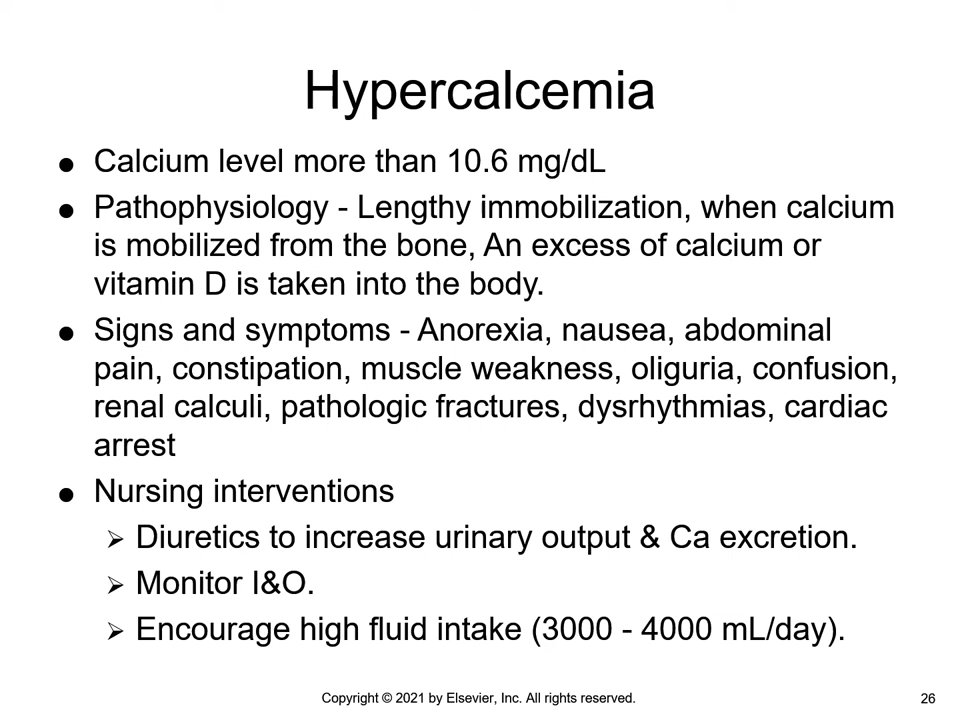 Hypercalcemia
● Calcium level more than 10.6 mg/dL
● Pathophysiology - Lengthy immobilization, when calcium
is mobilized from the bone, An excess of calcium or
vitamin D is taken into the body.
● Signs and symptoms - Anorexia, nausea, abdominal
pain, constipation, muscle weakness, oliguria, confusion,
renal calculi, pathologic fractures, dysrhythmias, cardiac
arrest
● Nursing interventions
➢ Diuretics to increase urinary output & Ca excretion.
➢ Monitor I&O.
➢ Encourage high fluid intake (3000 - 4000 mL/day).
Copyright © 2021 by Elsevier, Inc. All rights reserved.
26